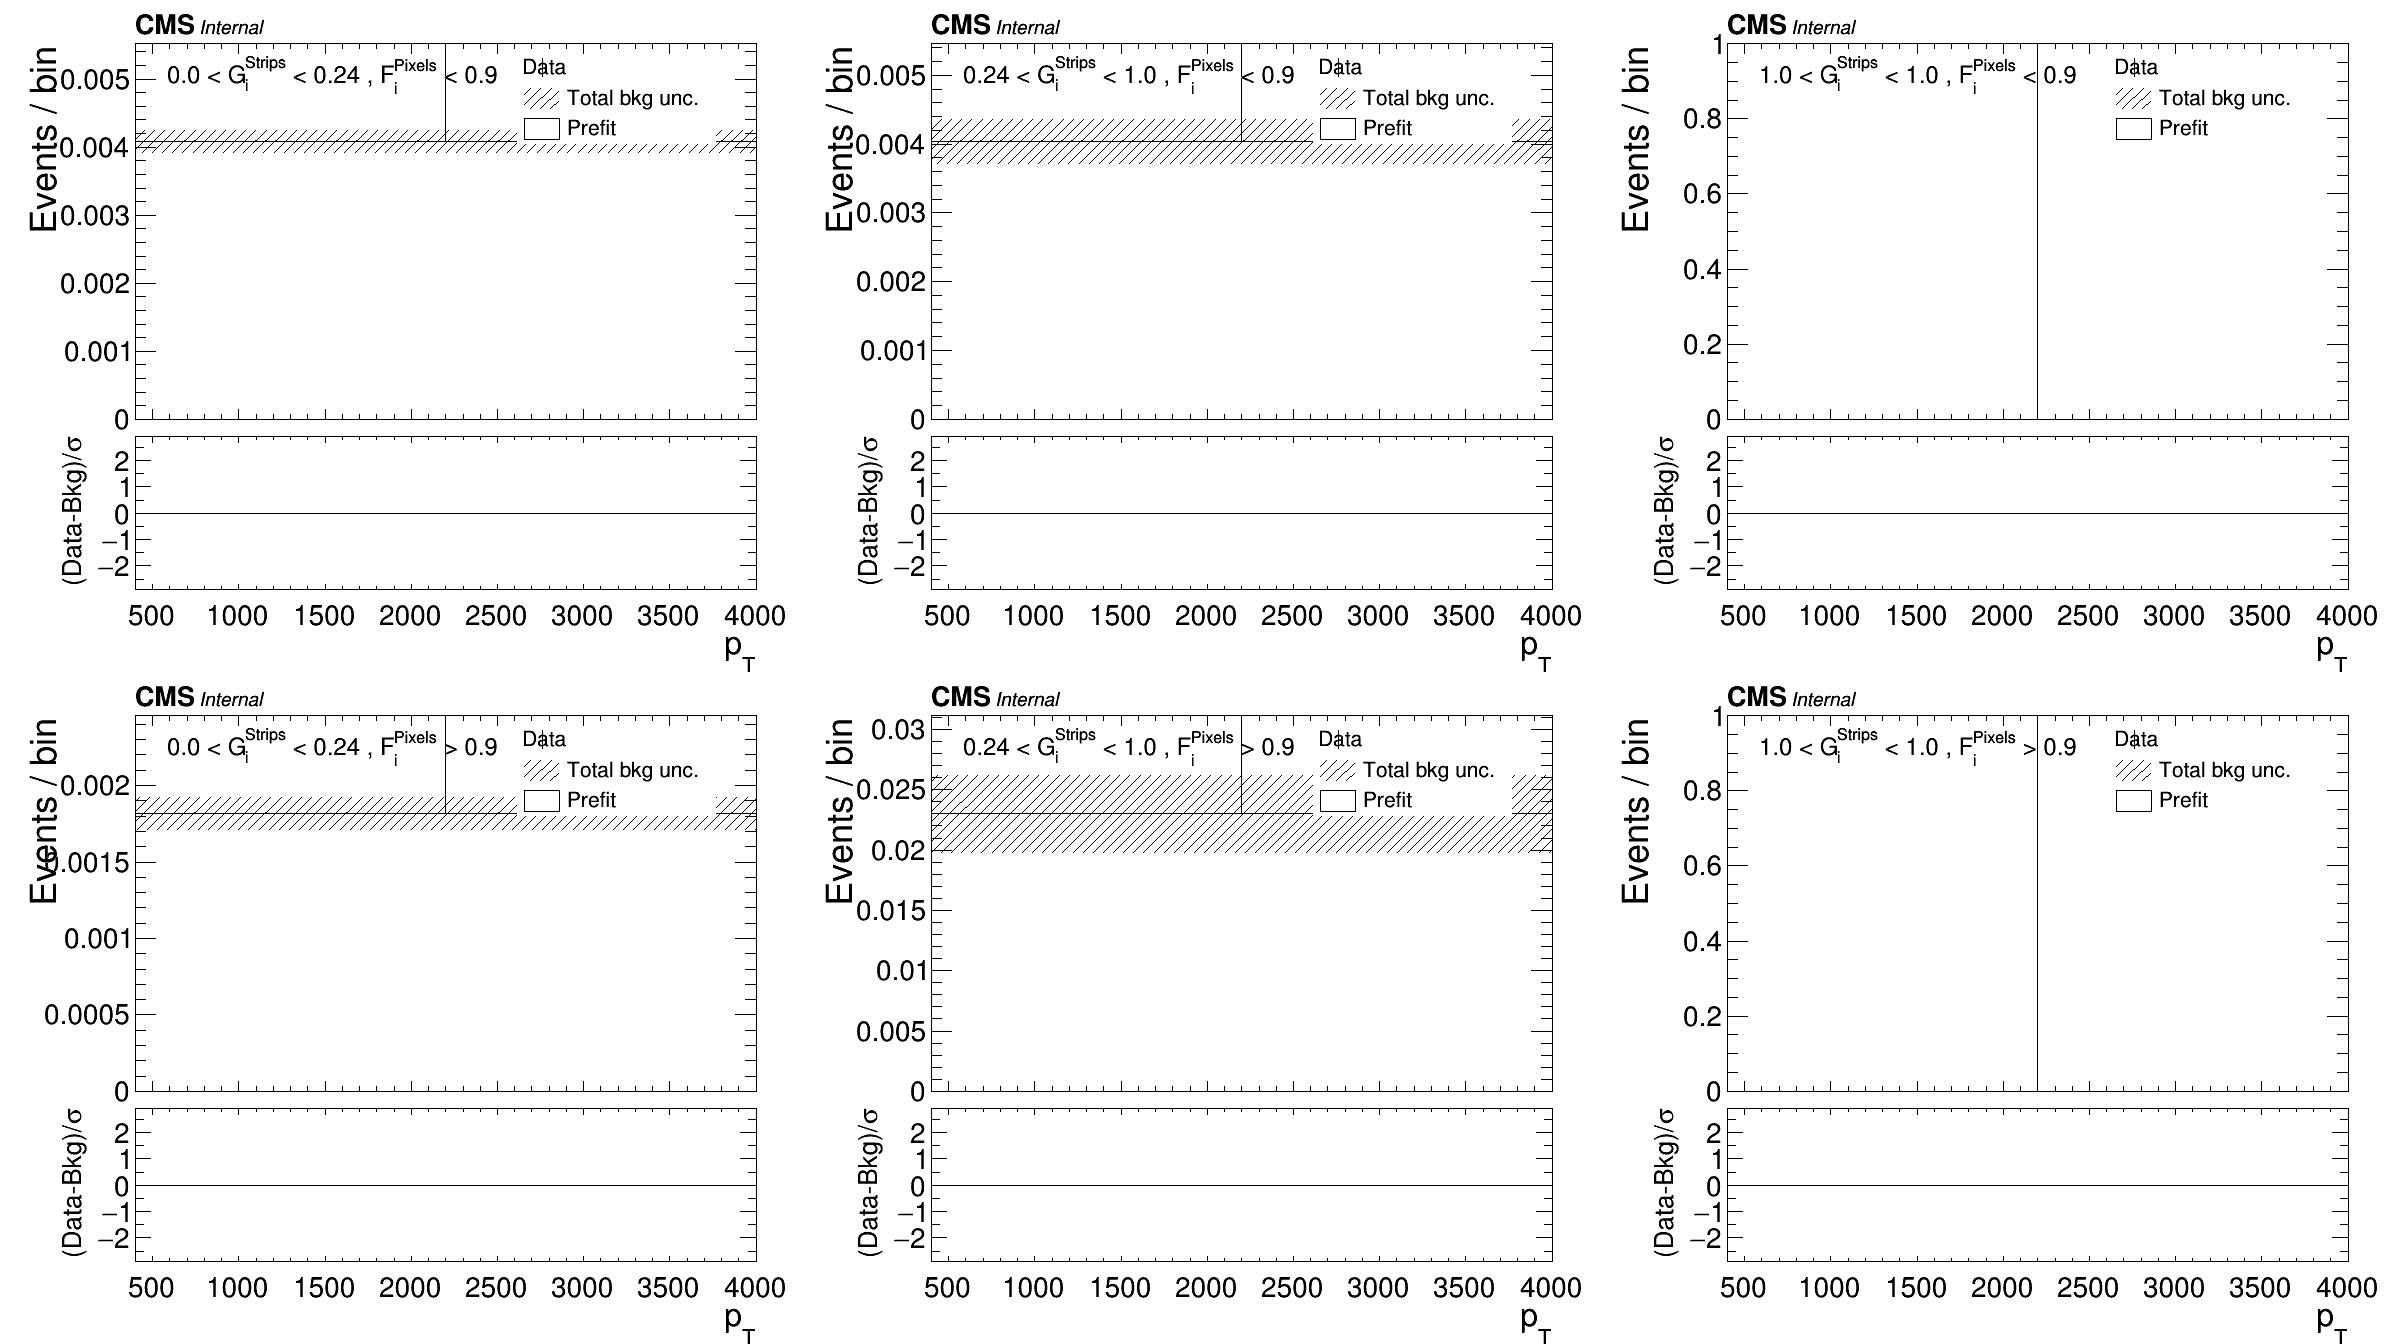 CMS Internal
Events / bin
0.0 < G_i^Strips < 0.24 , F_i^Pixels < 0.9
Data
Total bkg unc.
Prefit
0.005
0.004
0.003
0.002
0.001
0
(Data-Bkg)/σ
2
1
0
−1
−2
500 1000 1500 2000 2500 3000 3500 4000
p_T
CMS Internal
Events / bin
0.24 < G_i^Strips < 1.0 , F_i^Pixels < 0.9
Data
Total bkg unc.
Prefit
0.005
0.004
0.003
0.002
0.001
0
(Data-Bkg)/σ
2
1
0
−1
−2
500 1000 1500 2000 2500 3000 3500 4000
p_T
CMS Internal
Events / bin
1.0 < G_i^Strips < 1.0 , F_i^Pixels < 0.9
Data
Total bkg unc.
Prefit
1
0.8
0.6
0.4
0.2
0
(Data-Bkg)/σ
2
1
0
−1
−2
500 1000 1500 2000 2500 3000 3500 4000
p_T
CMS Internal
Events / bin
0.0 < G_i^Strips < 0.24 , F_i^Pixels > 0.9
Data
Total bkg unc.
Prefit
0.002
0.0015
0.001
0.0005
0
(Data-Bkg)/σ
2
1
0
−1
−2
500 1000 1500 2000 2500 3000 3500 4000
p_T
CMS Internal
Events / bin
0.24 < G_i^Strips < 1.0 , F_i^Pixels > 0.9
Data
Total bkg unc.
Prefit
0.03
0.025
0.02
0.015
0.01
0.005
0
(Data-Bkg)/σ
2
1
0
−1
−2
500 1000 1500 2000 2500 3000 3500 4000
p_T
CMS Internal
Events / bin
1.0 < G_i^Strips < 1.0 , F_i^Pixels > 0.9
Data
Total bkg unc.
Prefit
1
0.8
0.6
0.4
0.2
0
(Data-Bkg)/σ
2
1
0
−1
−2
500 1000 1500 2000 2500 3000 3500 4000
p_T